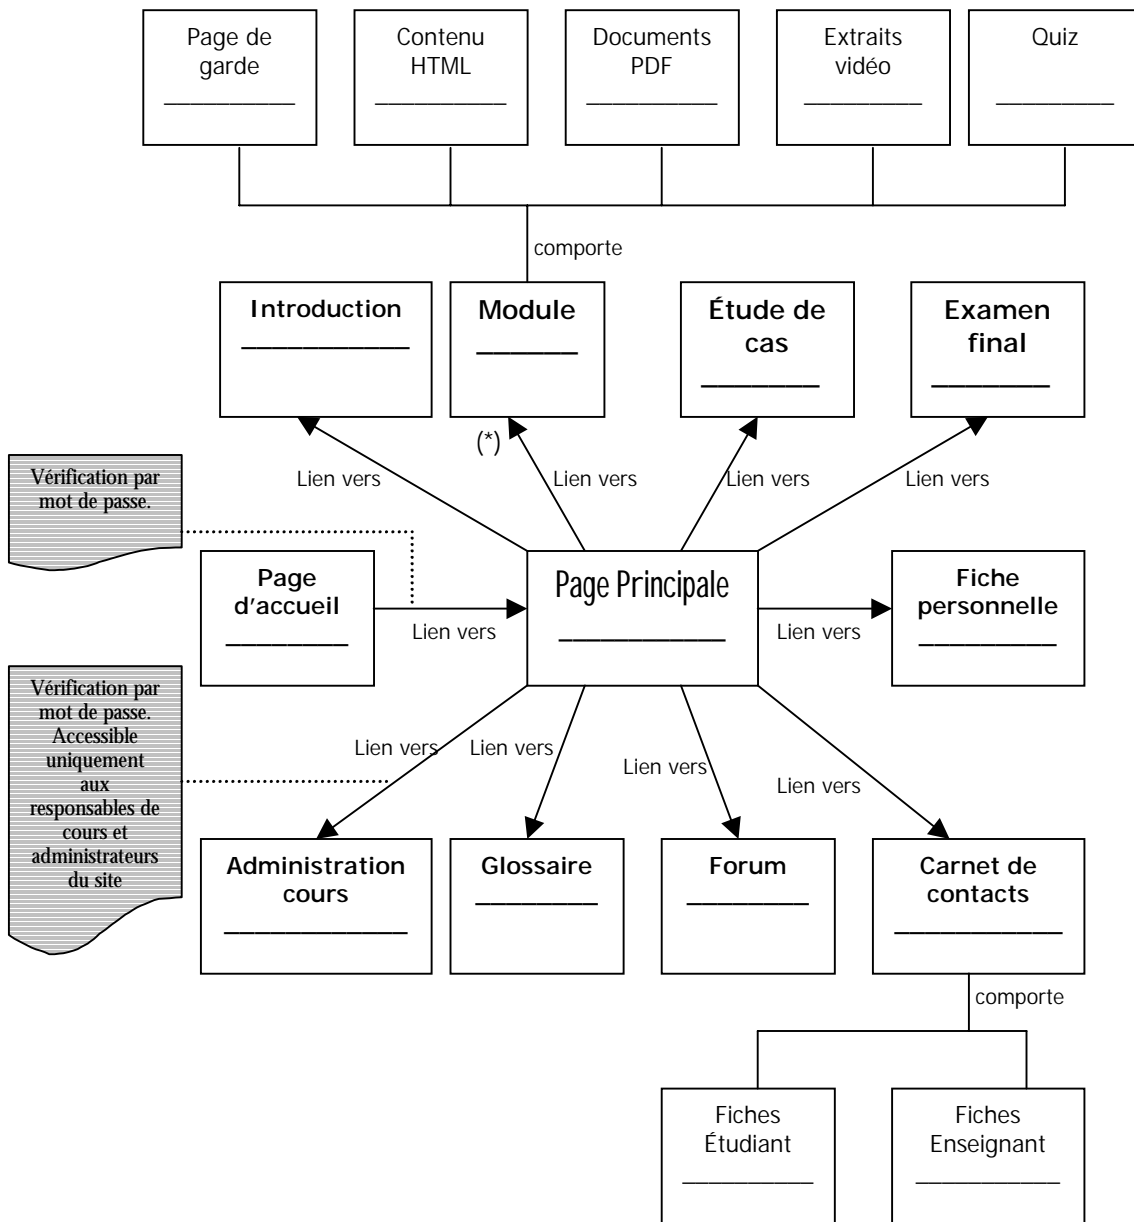 Page de
garde
Contenu
HTML
Documents
PDF
Extraits
vidéo
Quiz
comporte
Introduction
Module
Étude de
cas
Examen
final
(*)
Lien vers
Lien vers
Lien vers
Lien vers
Vérification par
mot de passe.
Page
d'accueil
Lien vers
Page Principale
Lien vers
Fiche
personnelle
Vérification par
mot de passe.
Accessible
uniquement
aux
responsables de
cours et
administrateurs
du site
Lien vers
Lien vers
Lien vers
Lien vers
Administration
cours
Glossaire
Forum
Carnet de
contacts
comporte
Fiches
Étudiant
Fiches
Enseignant